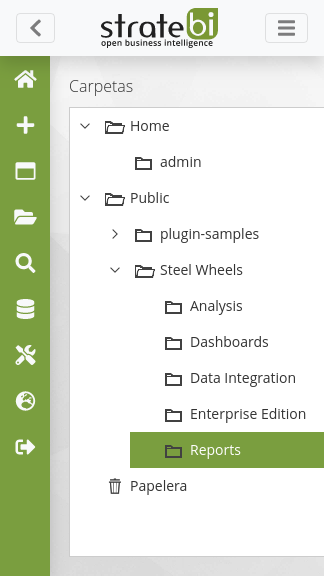 stratebi
open business intelligence
Carpetas
Home
admin
Public
plugin-samples
Steel Wheels
Analysis
Dashboards
Data Integration
Enterprise Edition
Reports
Papelera